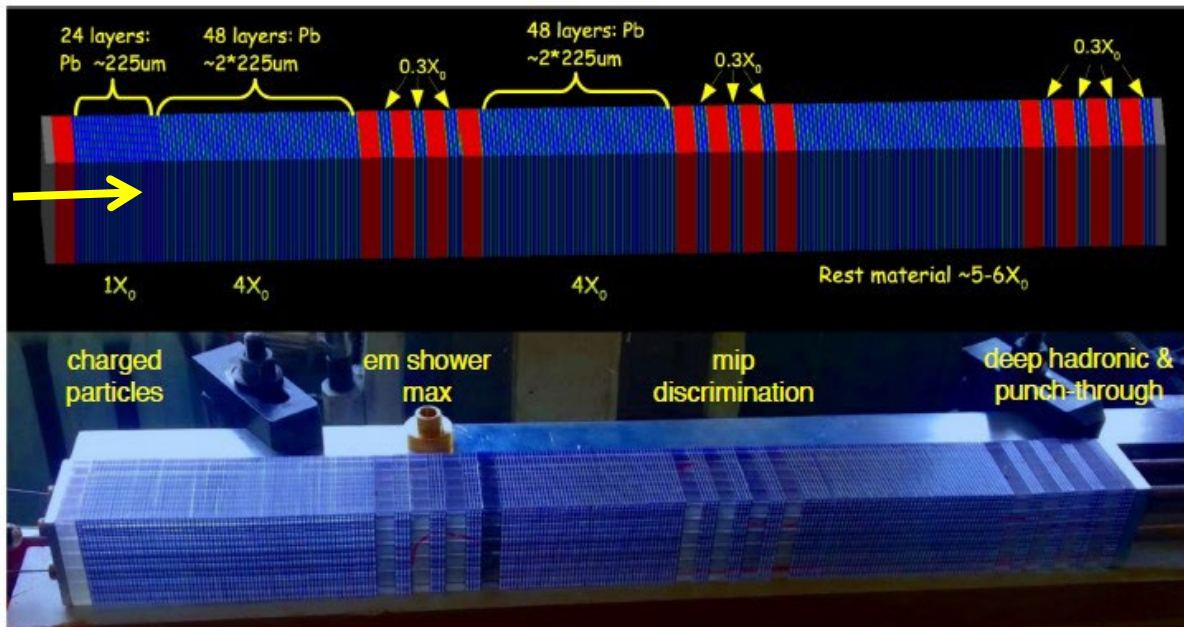 24 layers:
Pb ~225um
48 layers: Pb
~2*225um
0.3X₀
48 layers: Pb
~2*225um
0.3X₀
0.3X₀
1X₀
4X₀
4X₀
Rest material ~5-6X₀
charged
particles
em shower
max
mip
discrimination
deep hadronic &
punch-through